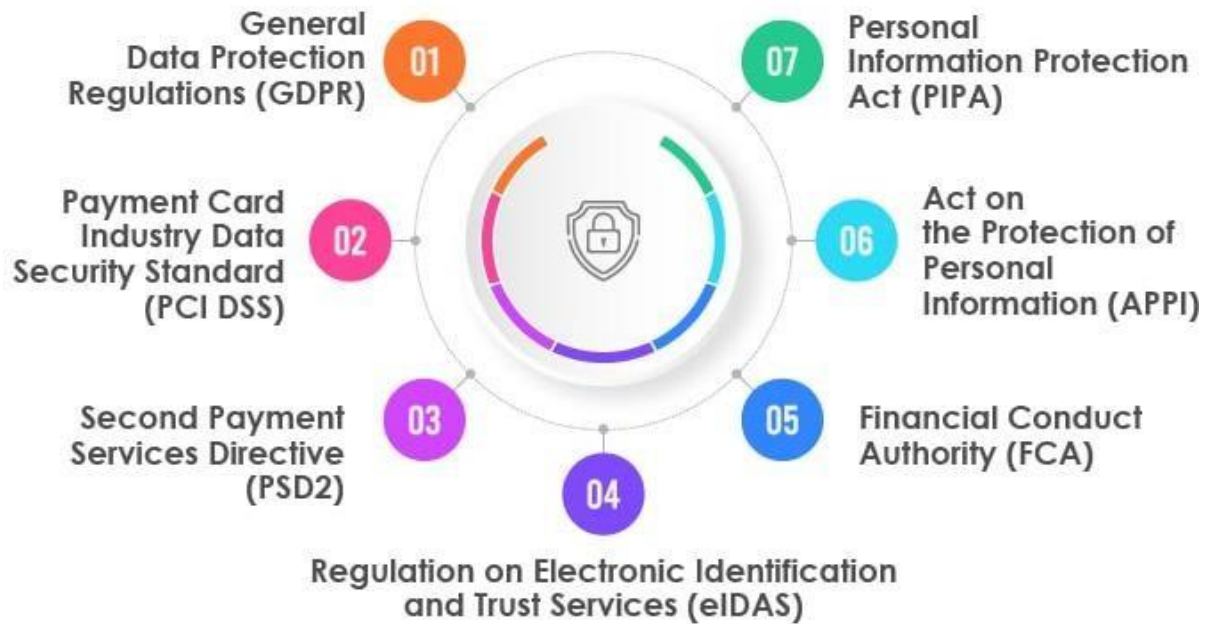 01
General
Data Protection
Regulations (GDPR)
02
Payment Card
Industry Data
Security Standard
(PCI DSS)
03
Second Payment
Services Directive
(PSD2)
04
Regulation on Electronic Identification
and Trust Services (eIDAS)
05
Financial Conduct
Authority (FCA)
06
Act on
the Protection of
Personal
Information (APPI)
07
Personal
Information Protection
Act (PIPA)